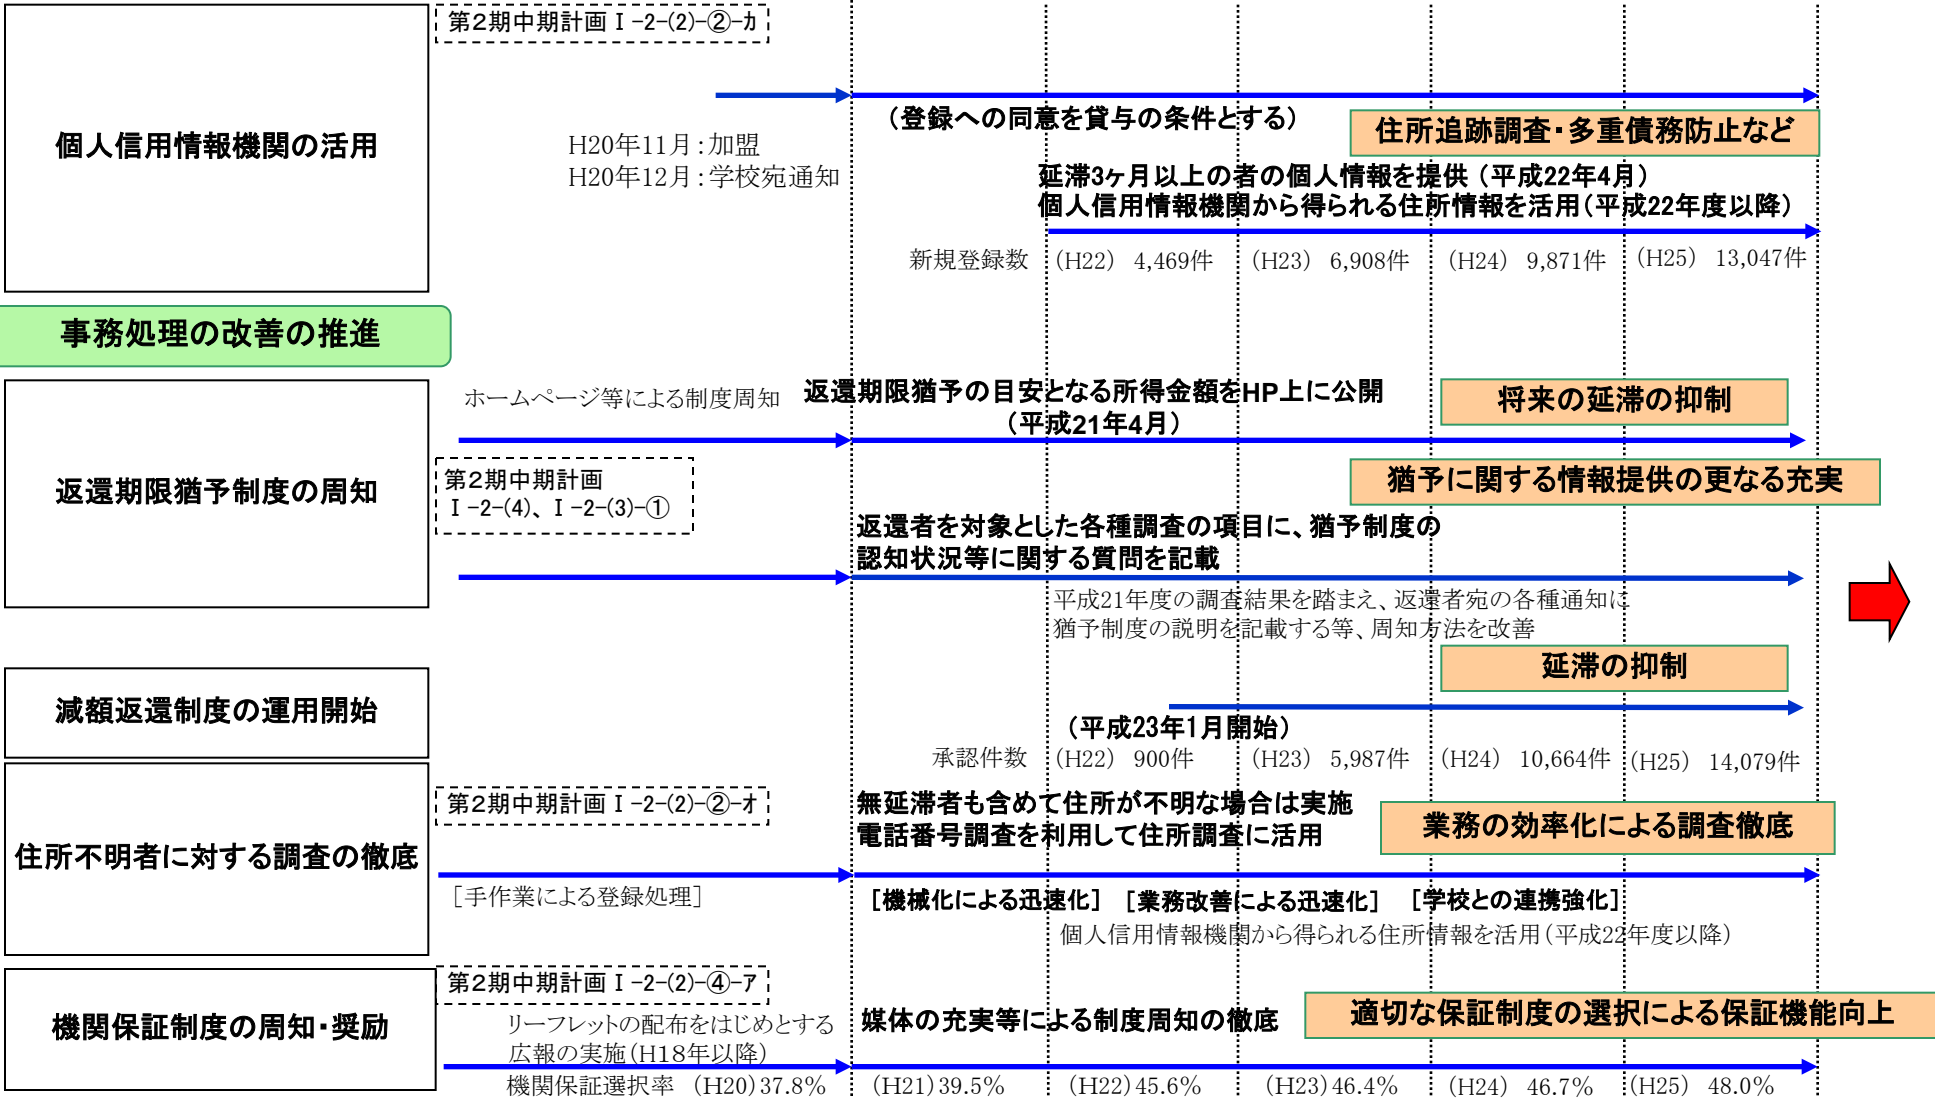 第2期中期計画Ⅰ-2-(2)-②-カ
個人信用情報機関の活用
(登録への同意を貸与の条件とする)
住所追跡調査・多重債務防止など
H20年11月:加盟
H20年12月:学校宛通知
延滞3ヶ月以上の者の個人情報を提供(平成22年4月)
個人信用情報機関から得られる住所情報を活用(平成22年度以降)
新規登録数 (H22) 4,469件 (H23) 6,908件 (H24) 9,871件 (H25) 13,047件
事務処理の改善の推進
返還期限猶予制度の周知
ホームページ等による制度周知
返還期限猶予の目安となる所得金額をHP上に公開
(平成21年4月)
将来の延滞の抑制
第2期中期計画
Ⅰ-2-(4)、Ⅰ-2-(3)-①
猶予に関する情報提供の更なる充実
返還者を対象とした各種調査の項目に、猶予制度の
認知状況等に関する質問を記載
平成21年度の調査結果を踏まえ、返還者宛の各種通知に
猶予制度の説明を記載する等、周知方法を改善
減額返還制度の運用開始
延滞の抑制
(平成23年1月開始)
承認件数 (H22) 900件 (H23) 5,987件 (H24) 10,664件 (H25) 14,079件
住所不明者に対する調査の徹底
第2期中期計画Ⅰ-2-(2)-②-オ
無延滞者も含めて住所が不明な場合は実施
電話番号調査を利用して住所調査に活用
業務の効率化による調査徹底
[手作業による登録処理]
[機械化による迅速化] [業務改善による迅速化] [学校との連携強化]
個人信用情報機関から得られる住所情報を活用(平成22年度以降)
機関保証制度の周知・奨励
第2期中期計画Ⅰ-2-(2)-④-ア
リーフレットの配布をはじめとする
広報の実施(H18年以降)
媒体の充実等による制度周知の徹底
適切な保証制度の選択による保証機能向上
機関保証選択率 (H20)37.8% (H21)39.5% (H22)45.6% (H23)46.4% (H24) 46.7% (H25) 48.0%